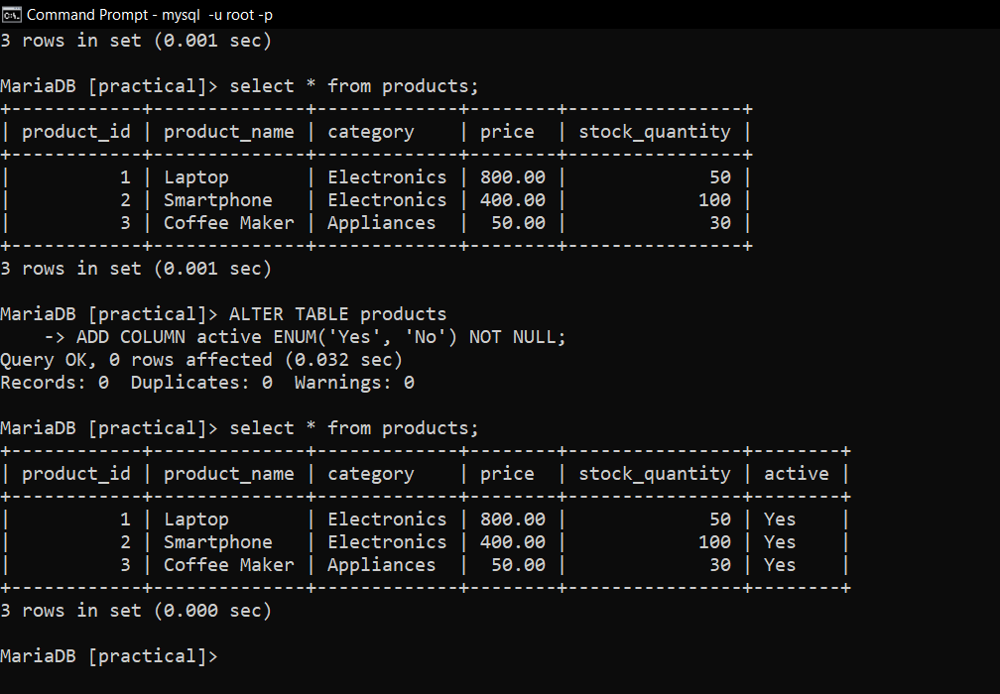 Command Prompt - mysql  -u root -p
3 rows in set (0.001 sec)

MariaDB [practical]> select * from products;
+------------+--------------+-------------+--------+----------------+
| product_id | product_name | category    | price  | stock_quantity |
+------------+--------------+-------------+--------+----------------+
|          1 | Laptop       | Electronics | 800.00 |             50 |
|          2 | Smartphone   | Electronics | 400.00 |            100 |
|          3 | Coffee Maker | Appliances  |  50.00 |             30 |
+------------+--------------+-------------+--------+----------------+
3 rows in set (0.001 sec)

MariaDB [practical]> ALTER TABLE products
    -> ADD COLUMN active ENUM('Yes', 'No') NOT NULL;
Query OK, 0 rows affected (0.032 sec)
Records: 0  Duplicates: 0  Warnings: 0

MariaDB [practical]> select * from products;
+------------+--------------+-------------+--------+----------------+--------+
| product_id | product_name | category    | price  | stock_quantity | active |
+------------+--------------+-------------+--------+----------------+--------+
|          1 | Laptop       | Electronics | 800.00 |             50 | Yes    |
|          2 | Smartphone   | Electronics | 400.00 |            100 | Yes    |
|          3 | Coffee Maker | Appliances  |  50.00 |             30 | Yes    |
+------------+--------------+-------------+--------+----------------+--------+
3 rows in set (0.000 sec)

MariaDB [practical]>